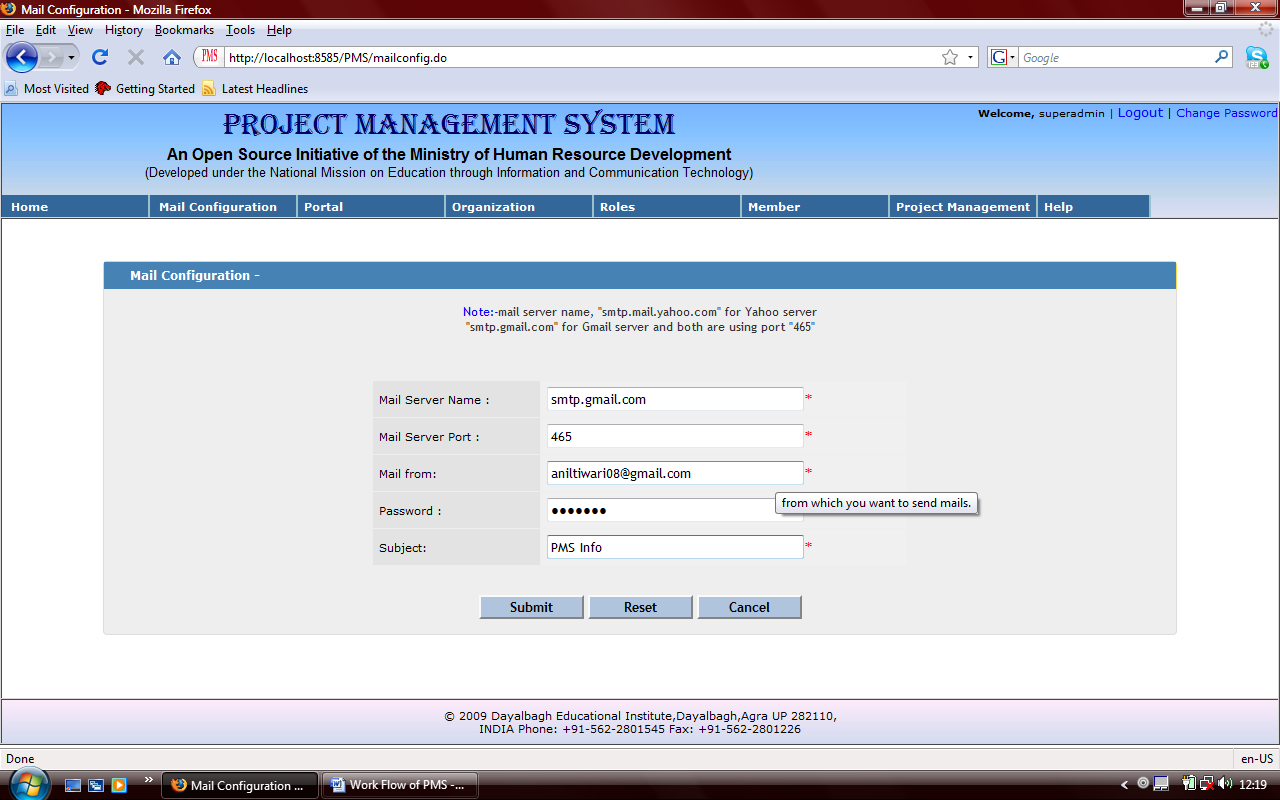 Mail Configuration - Mozilla Firefox
File Edit View History Bookmarks Tools Help
PMS http://localhost:8585/PMS/mailconfig.do G Google
Most Visited Getting Started Latest Headlines
PROJECT MANAGEMENT SYSTEM
Welcome, superadmin | Logout | Change Password
An Open Source Initiative of the Ministry of Human Resource Development
(Developed under the National Mission on Education through Information and Communication Technology)
Home Mail Configuration Portal Organization Roles Member Project Management Help
Mail Configuration -
Note:-mail server name, "smtp.mail.yahoo.com" for Yahoo server
"smtp.gmail.com" for Gmail server and both are using port "465"
Mail Server Name : smtp.gmail.com *
Mail Server Port : 465 *
Mail from: aniltiwari08@gmail.com *
from which you want to send mails.
Password : •••••••
Subject: PMS Info *
Submit Reset Cancel
© 2009 Dayalbagh Educational Institute,Dayalbagh,Agra UP 282110,
INDIA Phone: +91-562-2801545 Fax: +91-562-2801226
Done en-US
» Mail Configuration ... Work Flow of PMS -... < 12:19